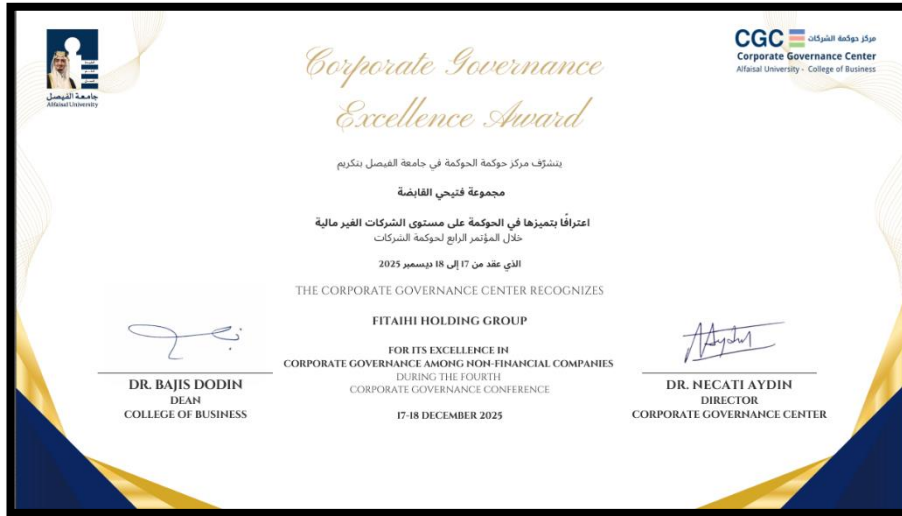 جامعة الفيصل
Alfaisal University
CGC مركز حوكمة الشركات
Corporate Governance Center
Alfaisal University - College of Business
Corporate Governance
Excellence Award
يتشرّف مركز حوكمة الحوكمة في جامعة الفيصل بتكريم
مجموعة فتيحي القابضة
اعترافًا بتميزها في الحوكمة على مستوى الشركات الغير مالية
خلال المؤتمر الرابع لحوكمة الشركات
الذي عقد من 17 إلى 18 ديسمبر 2025
THE CORPORATE GOVERNANCE CENTER RECOGNIZES
FITAIHI HOLDING GROUP
FOR ITS EXCELLENCE IN
CORPORATE GOVERNANCE AMONG NON-FINANCIAL COMPANIES
DURING THE FOURTH
CORPORATE GOVERNANCE CONFERENCE
17-18 DECEMBER 2025
DR. BAJIS DODIN
DEAN
COLLEGE OF BUSINESS
DR. NECATI AYDIN
DIRECTOR
CORPORATE GOVERNANCE CENTER